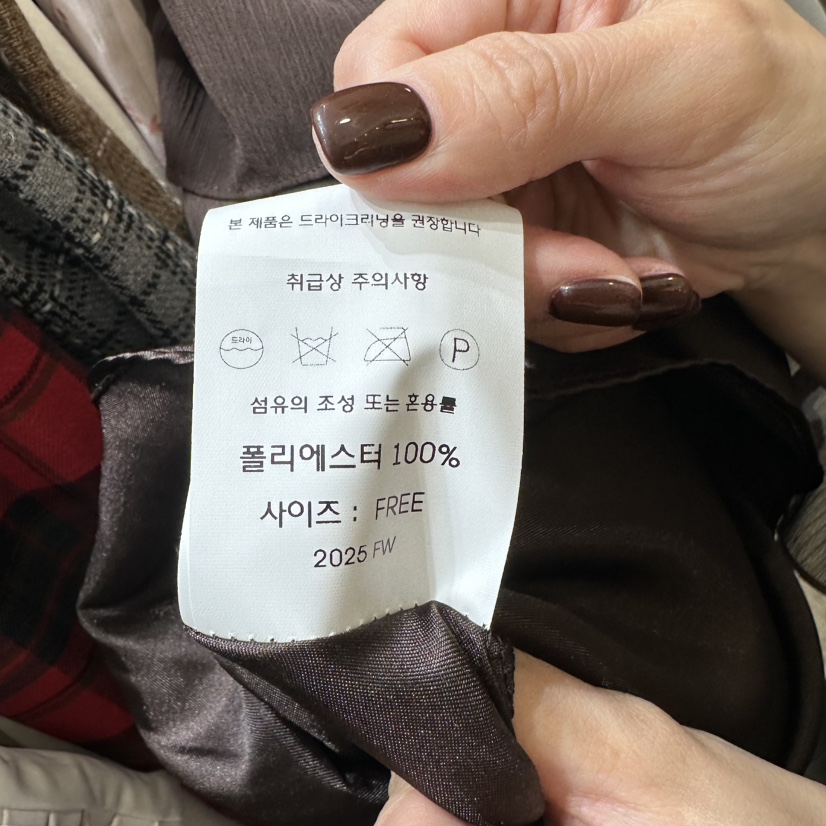 본 제품은 드라이크리닝을 권장합니다
취급상 주의사항
드라이 P
섬유의 조성 또는 혼용률
폴리에스터 100%
사이즈 : FREE
2025 FW